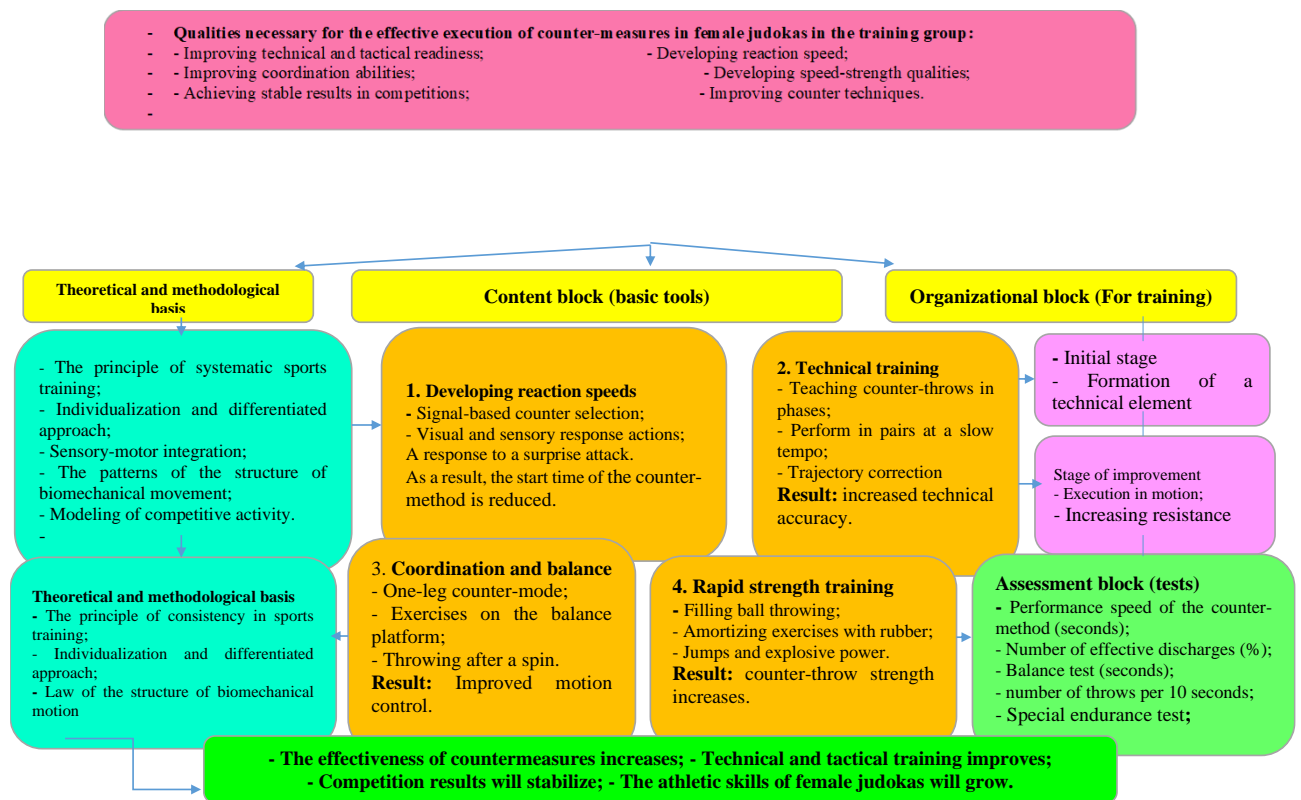 - Qualities necessary for the effective execution of counter-measures in female judokas in the training group:
- - Improving technical and tactical readiness; - Developing reaction speed;
- - Improving coordination abilities; - Developing speed-strength qualities;
- - Achieving stable results in competitions; - Improving counter techniques.
-
Theoretical and methodological
basis
Content block (basic tools)
Organizational block (For training)
- The principle of systematic sports
training;
- Individualization and differentiated
approach;
- Sensory-motor integration;
- The patterns of the structure of
biomechanical movement;
- Modeling of competitive activity.
-
1. Developing reaction speeds
- Signal-based counter selection;
- Visual and sensory response actions;
A response to a surprise attack.
As a result, the start time of the counter-
method is reduced.
2. Technical training
- Teaching counter-throws in
phases;
- Perform in pairs at a slow
tempo;
- Trajectory correction
Result: increased technical
accuracy.
- Initial stage
- Formation of a
technical element
Stage of improvement
- Execution in motion;
- Increasing resistance
Theoretical and methodological basis
- The principle of consistency in sports
training;
- Individualization and differentiated
approach;
- Law of the structure of biomechanical
motion
3. Coordination and balance
- One-leg counter-mode;
- Exercises on the balance
platform;
- Throwing after a spin.
Result: Improved motion
control.
4. Rapid strength training
- Filling ball throwing;
- Amortizing exercises with rubber;
- Jumps and explosive power.
Result: counter-throw strength
increases.
Assessment block (tests)
- Performance speed of the counter-
method (seconds);
- Number of effective discharges (%);
- Balance test (seconds);
- number of throws per 10 seconds;
- Special endurance test;
- The effectiveness of countermeasures increases; - Technical and tactical training improves;
- Competition results will stabilize; - The athletic skills of female judokas will grow.